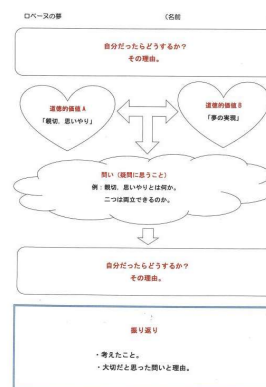 ロベーヌの夢
(名前
自分だったらどうするか?
その理由。
道徳的価値A
「親切、思いやり」
道徳的価値B
「夢の実現」
問い(疑問に思うこと)
例:親切、思いやりとは何か。
二つは両立できるのか。
自分だったらどうするか?
その理由。
振り返り
・考えたこと。
・大切だと思った問いと理由。